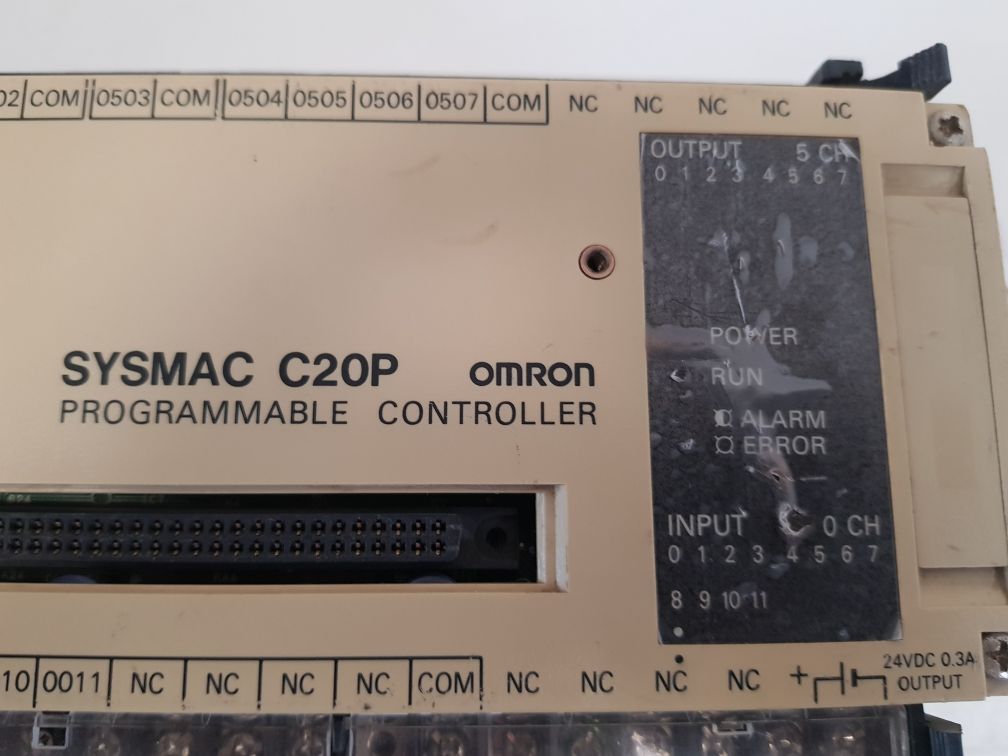 02 COM 0503 COM 0504 0505 0506 0507 COM NC NC NC NC NC
OUTPUT 5 CH
0 1 2 3 4 5 6 7
POWER
RUN
ALARM
ERROR
SYSMAC C20P OMRON
PROGRAMMABLE CONTROLLER
INPUT 0 CH
0 1 2 3 4 5 6 7
8 9 10 11
10 0011 NC NC NC NC COM NC NC NC NC +
24VDC 0.3A
OUTPUT